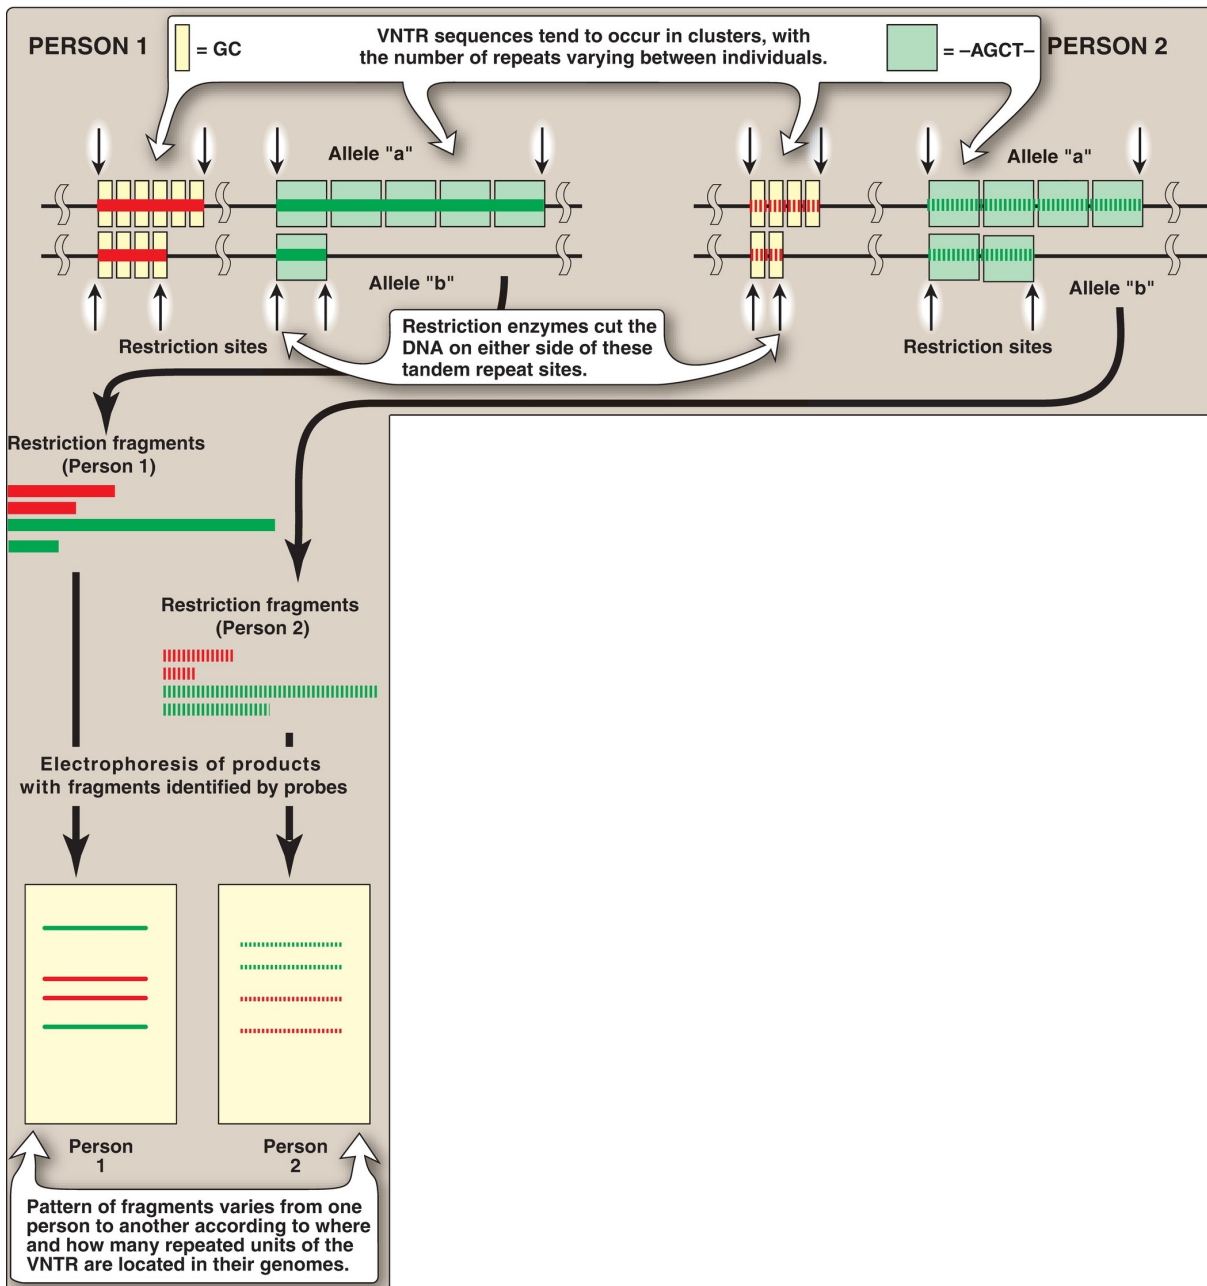 PERSON 1
= GC
VNTR sequences tend to occur in clusters, with
the number of repeats varying between individuals.
= –AGCT–
PERSON 2
Allele "a"
Allele "a"
Allele "b"
Allele "b"
Restriction sites
Restriction enzymes cut the
DNA on either side of these
tandem repeat sites.
Restriction sites
Restriction fragments
(Person 1)
Restriction fragments
(Person 2)
Electrophoresis of products
with fragments identified by probes
Person
1
Person
2
Pattern of fragments varies from one
person to another according to where
and how many repeated units of the
VNTR are located in their genomes.